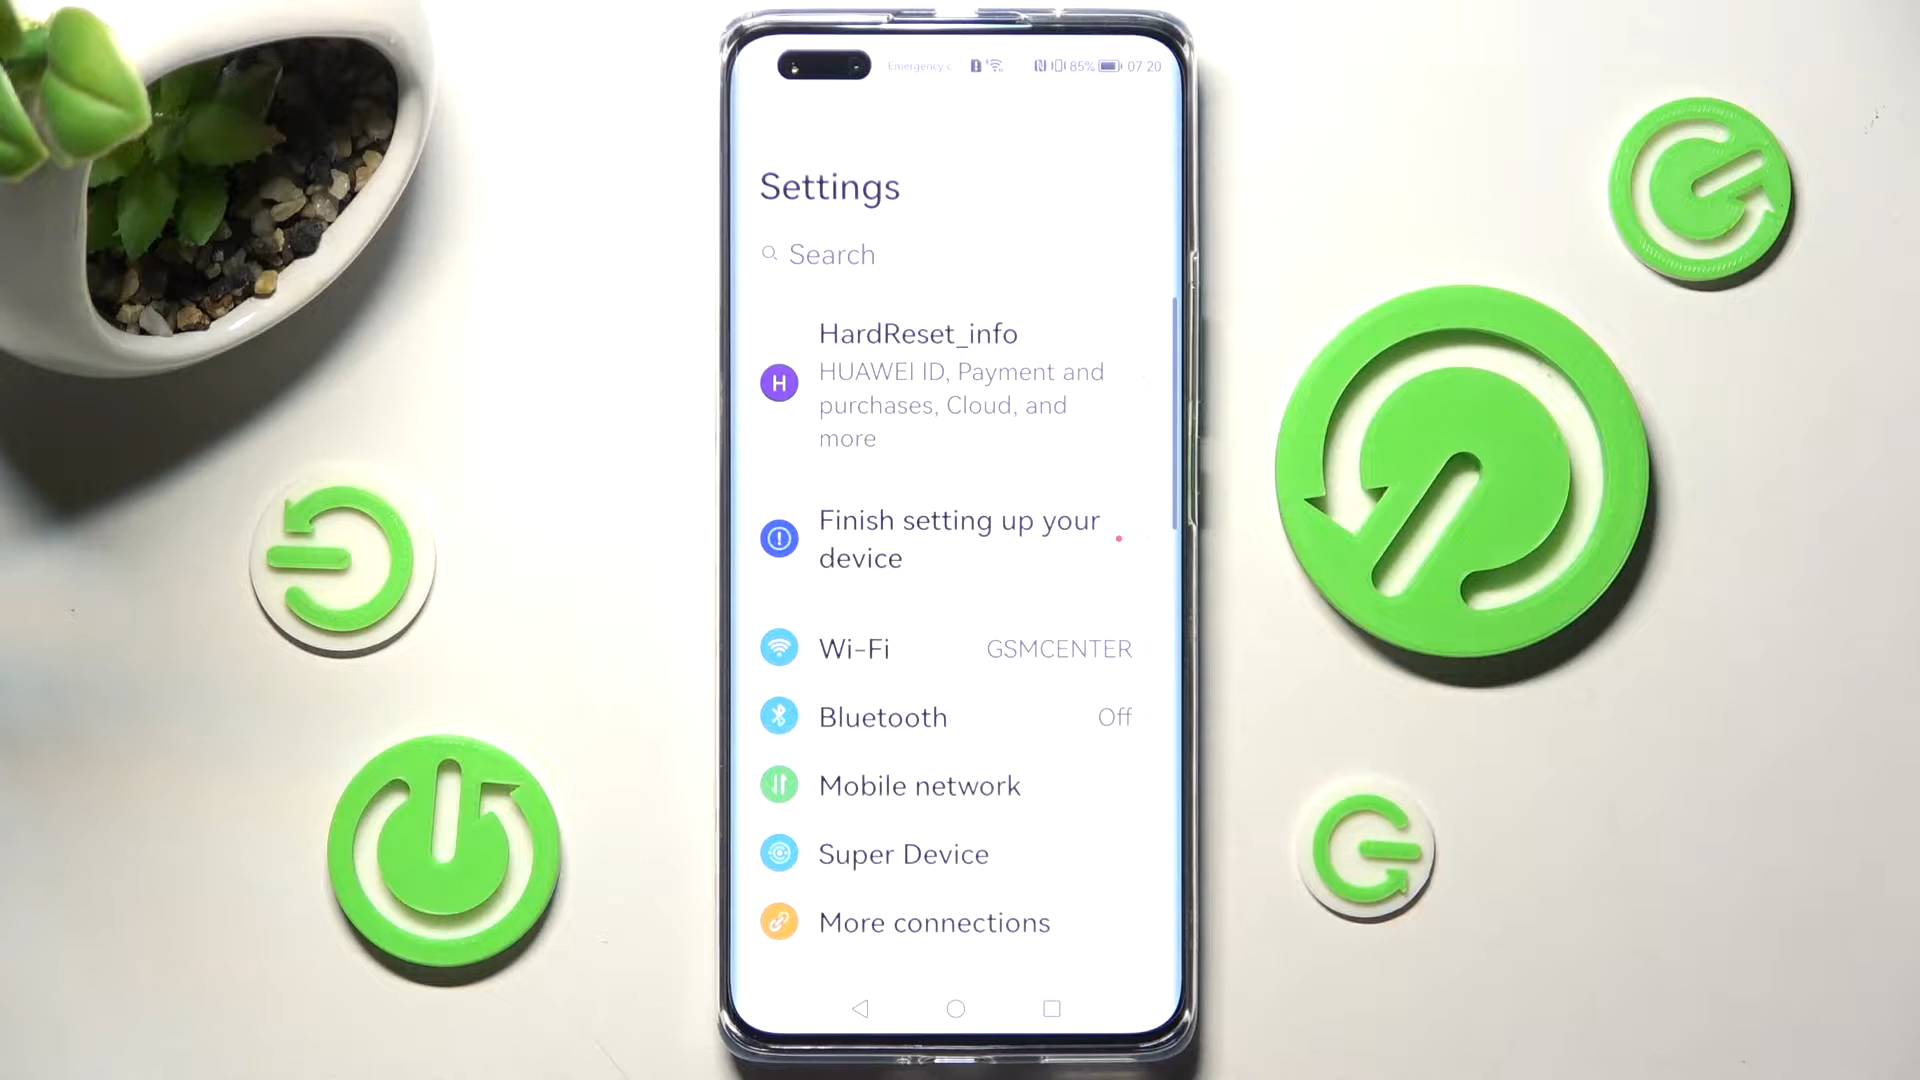 Emergency c 85% 07:20
Settings
Search
HardReset_info
H
HUAWEI ID, Payment and
purchases, Cloud, and
more
Finish setting up your
device
Wi-Fi GSMCENTER
Bluetooth Off
Mobile network
Super Device
More connections